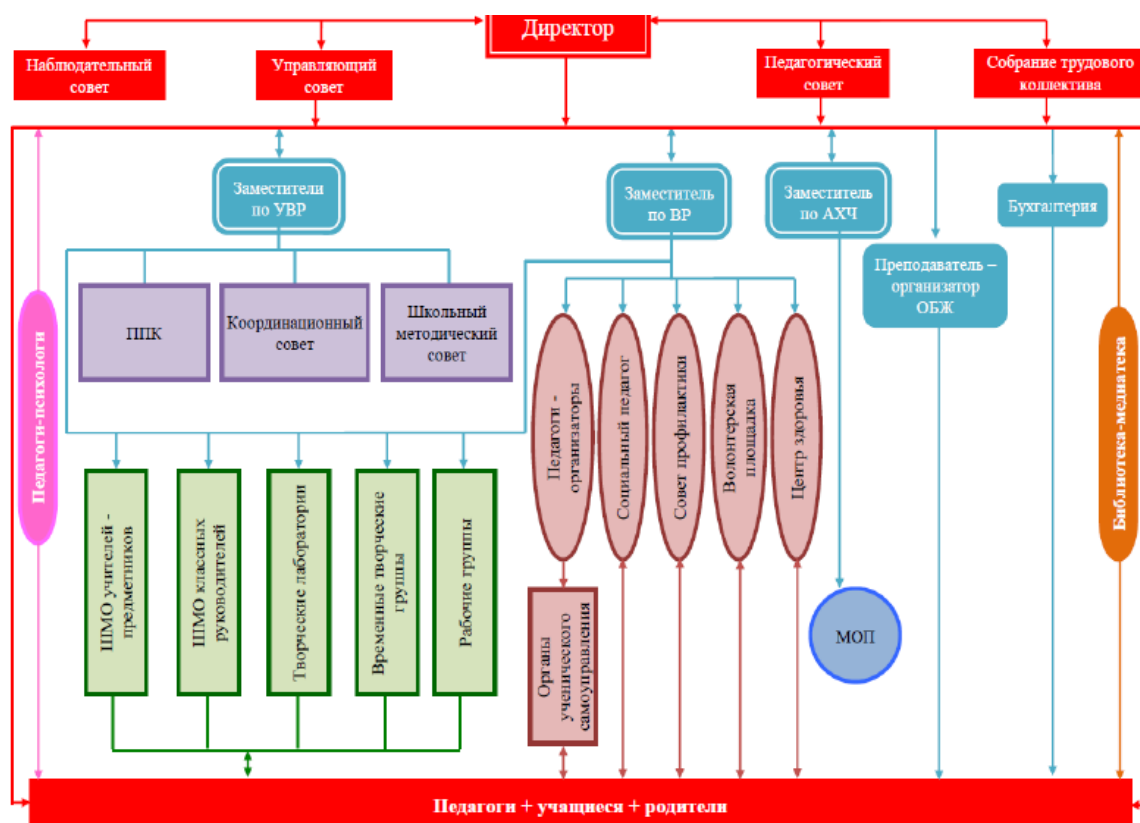 Директор
Наблюдательный
совет
Управляющий
совет
Педагогический
совет
Собрание трудового
коллектива
Заместители
по УВР
Заместитель
по ВР
Заместитель
по АХЧ
Бухгалтерия
Преподаватель –
организатор
ОБЖ
ППК
Координационный
совет
Школьный
методический
совет
Педагоги-психологи
Педагоги -
организаторы
Социальный педагог
Совет профилактики
Волонтерская
площадка
Центр здоровья
Библиотека-медиатека
ШМО учителей -
предметников
ШМО классных
руководителей
Творческие лаборатории
Временные творческие
группы
Рабочие группы
Органы
ученического
самоуправления
МОП
Педагоги + учащиеся + родители